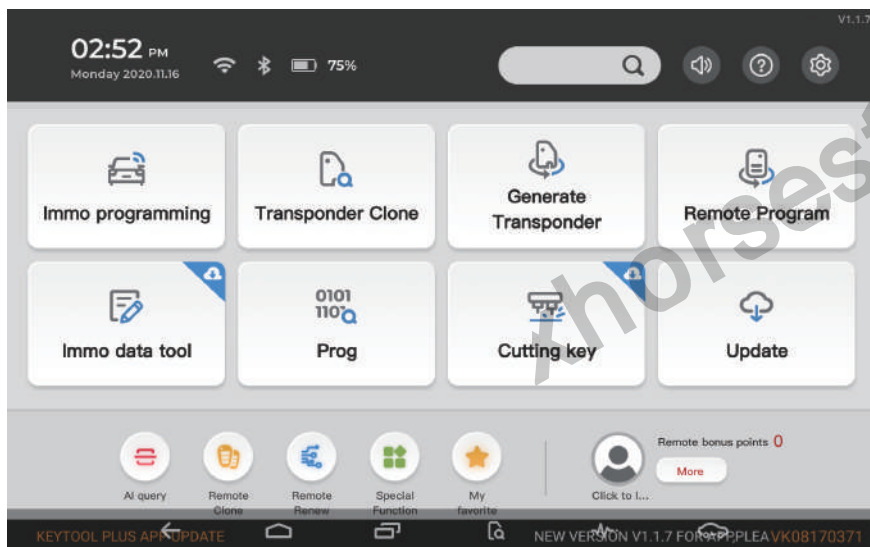 V1.1.7
02:52 PM
Monday 2020.11.16
75%
Immo programming
Transponder Clone
Generate
Transponder
Remote Program
Immo data tool
0101
110
Prog
Cutting key
Update
AI query
Remote
Clone
Remote
Renew
Special
Function
My
favorite
Click to l...
Remote bonus points 0
More
KEYTOOL PLUS APP UPDATE
NEW VERSION V1.1.7 FOR APP,PLEA
VK08170371
xhorsest